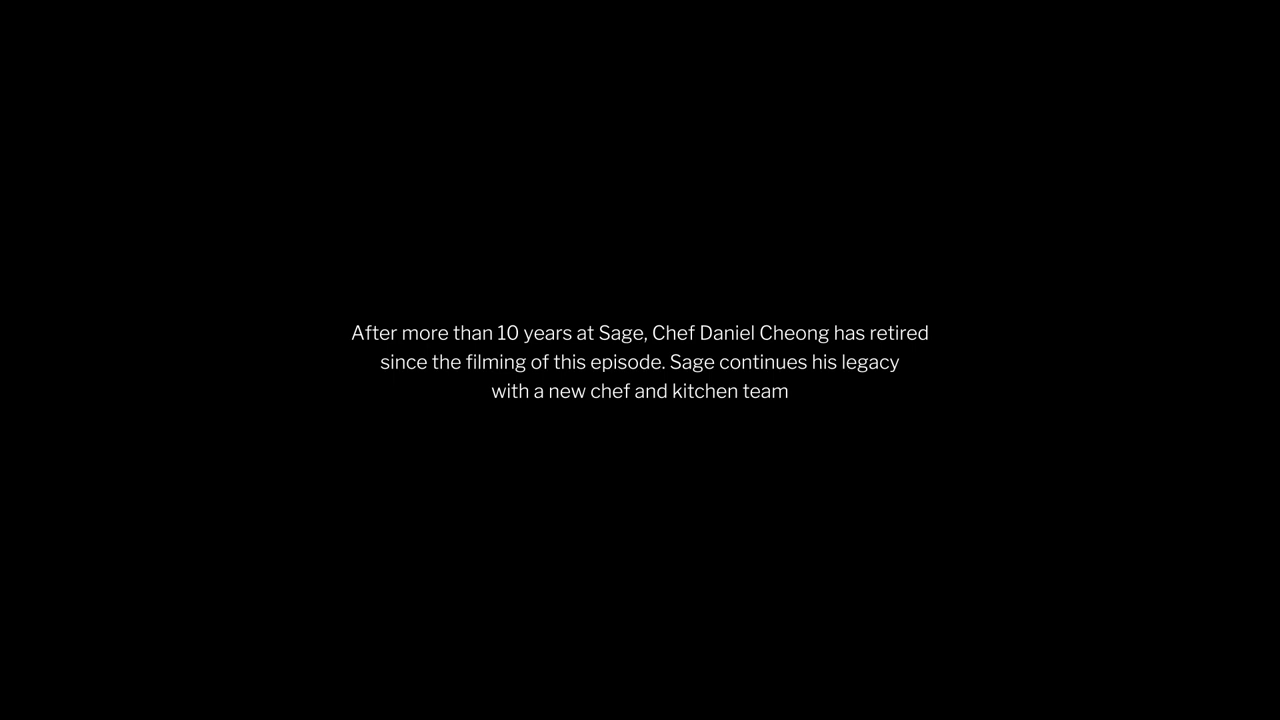 After more than 10 years at Sage, Chef Daniel Cheong has retired
since the filming of this episode. Sage continues his legacy
with a new chef and kitchen team